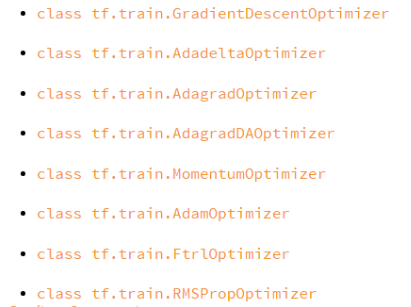 • class tf.train.GradientDescentOptimizer
• class tf.train.AdadeltaOptimizer
• class tf.train.AdagradOptimizer
• class tf.train.AdagradDAOptimizer
• class tf.train.MomentumOptimizer
• class tf.train.AdamOptimizer
• class tf.train.FtrlOptimizer
• class tf.train.RMSPropOptimizer